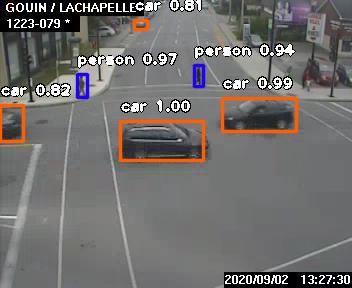 GOUIN / LACHAPELLE
car 0.81
1223-079 *
person 0.97
person 0.94
car 0.82
car 0.99
car 1.00
2020/09/02 13:27:30